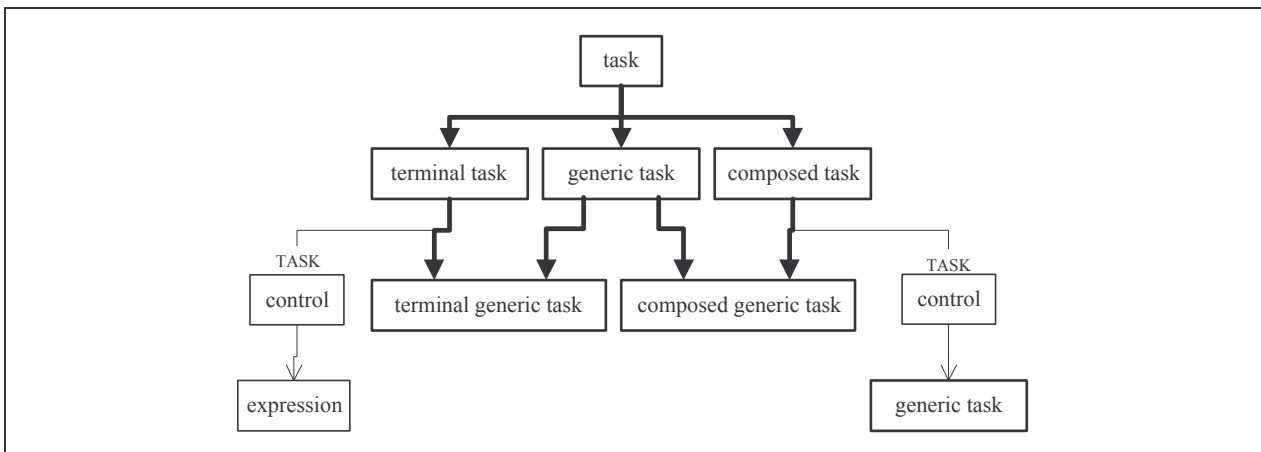 task
terminal task
generic task
composed task
TASK
TASK
control
terminal generic task
composed generic task
control
expression
generic task